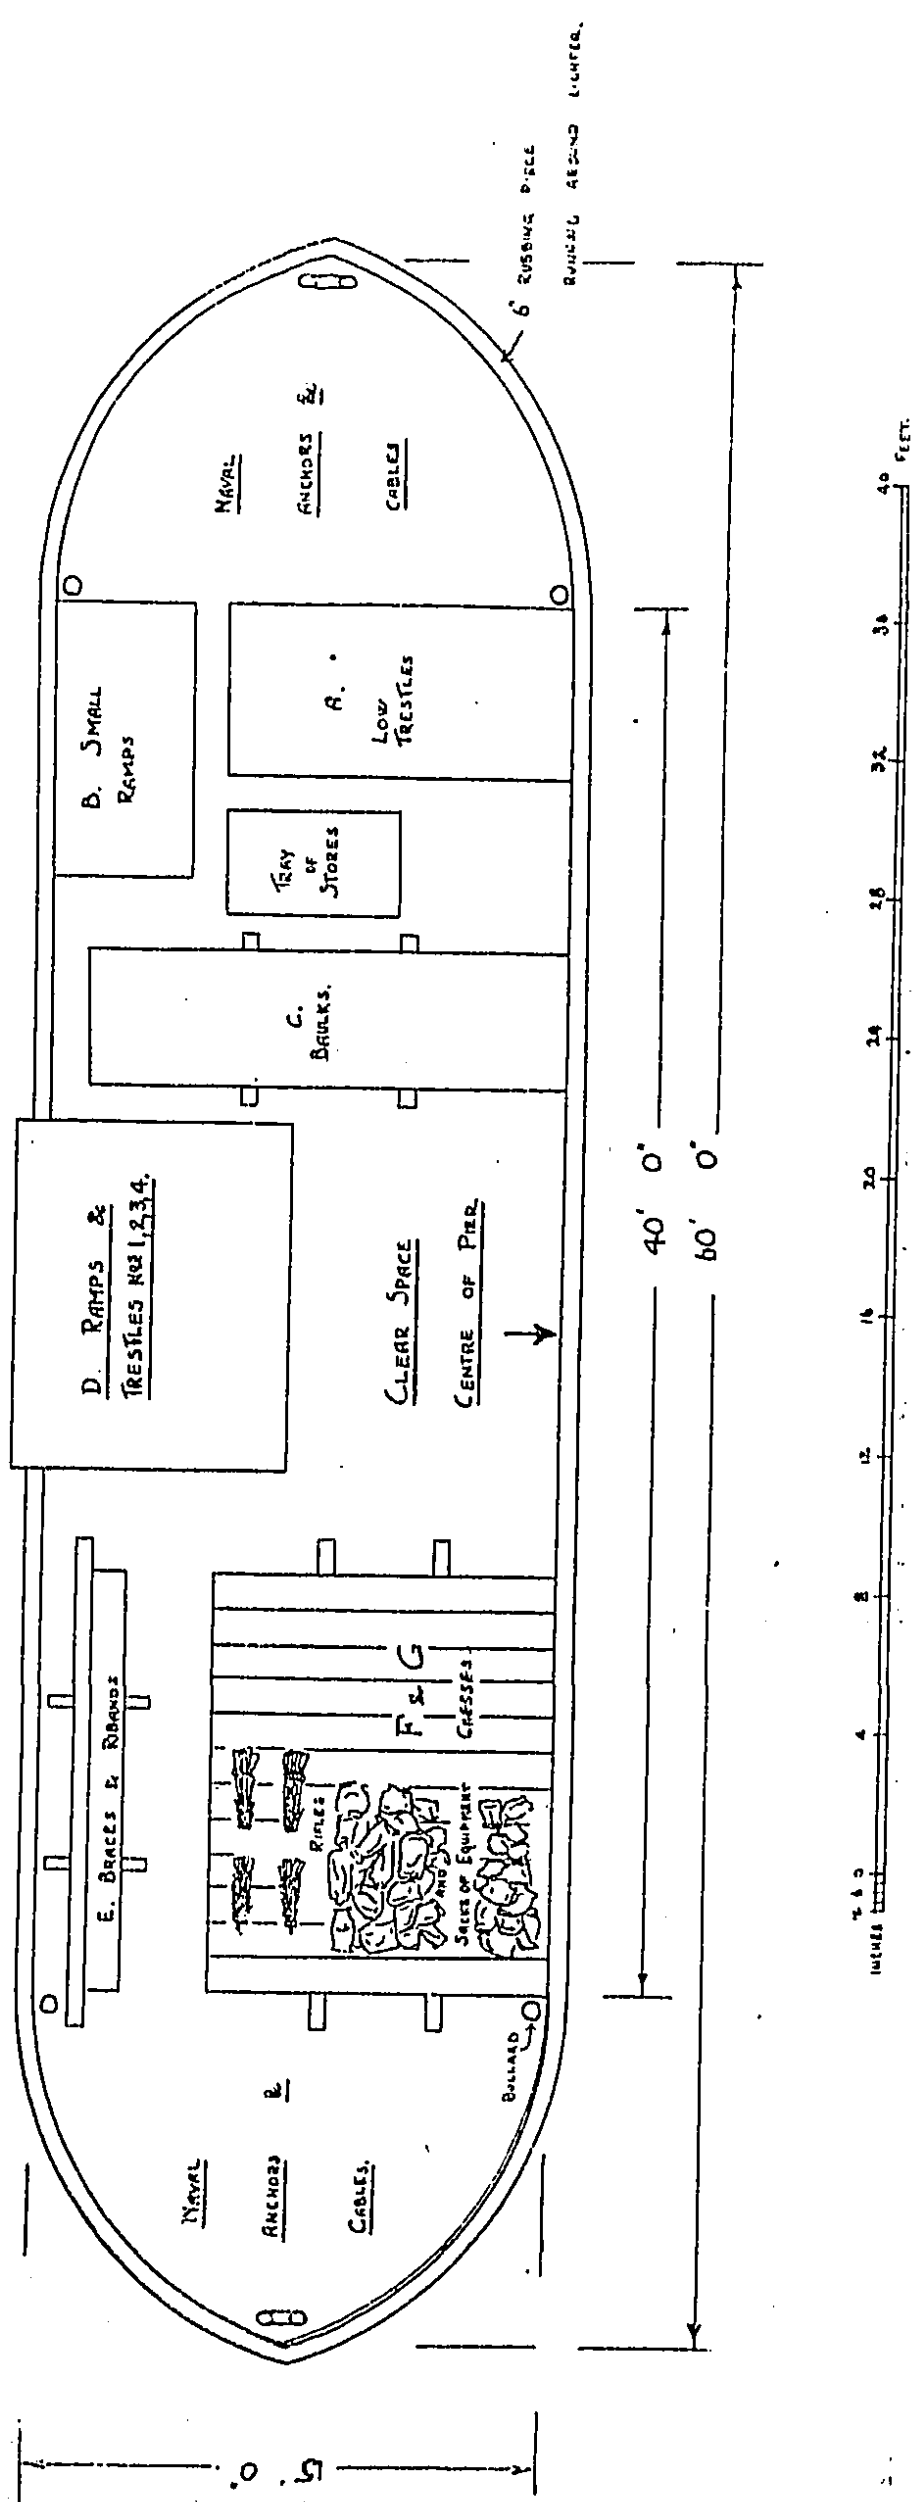 6" RUBBING PIECE
RUNNING AROUND LIGHTER.
NAVAL
ANCHORS &
CABLES
B. SMALL
RAMPS
A.
LOW
TRESTLES
TRAY
OF
STORES
C.
BAULKS.
D. RAMPS &
TRESTLES Nos 1,2,3,4.
CLEAR SPACE
CENTRE OF PIER
40' 0"
60' 0"
E. BRACES & RIBANDS
F & G
CHESSES.
RIFLES
AND
SACKS OF EQUIPMENT
BOLLARD
NAVAL
ANCHORS &
CABLES.
15' 0"
INCHES 6 0 4 8 12 16 20 24 28 32 36 40 FEET.